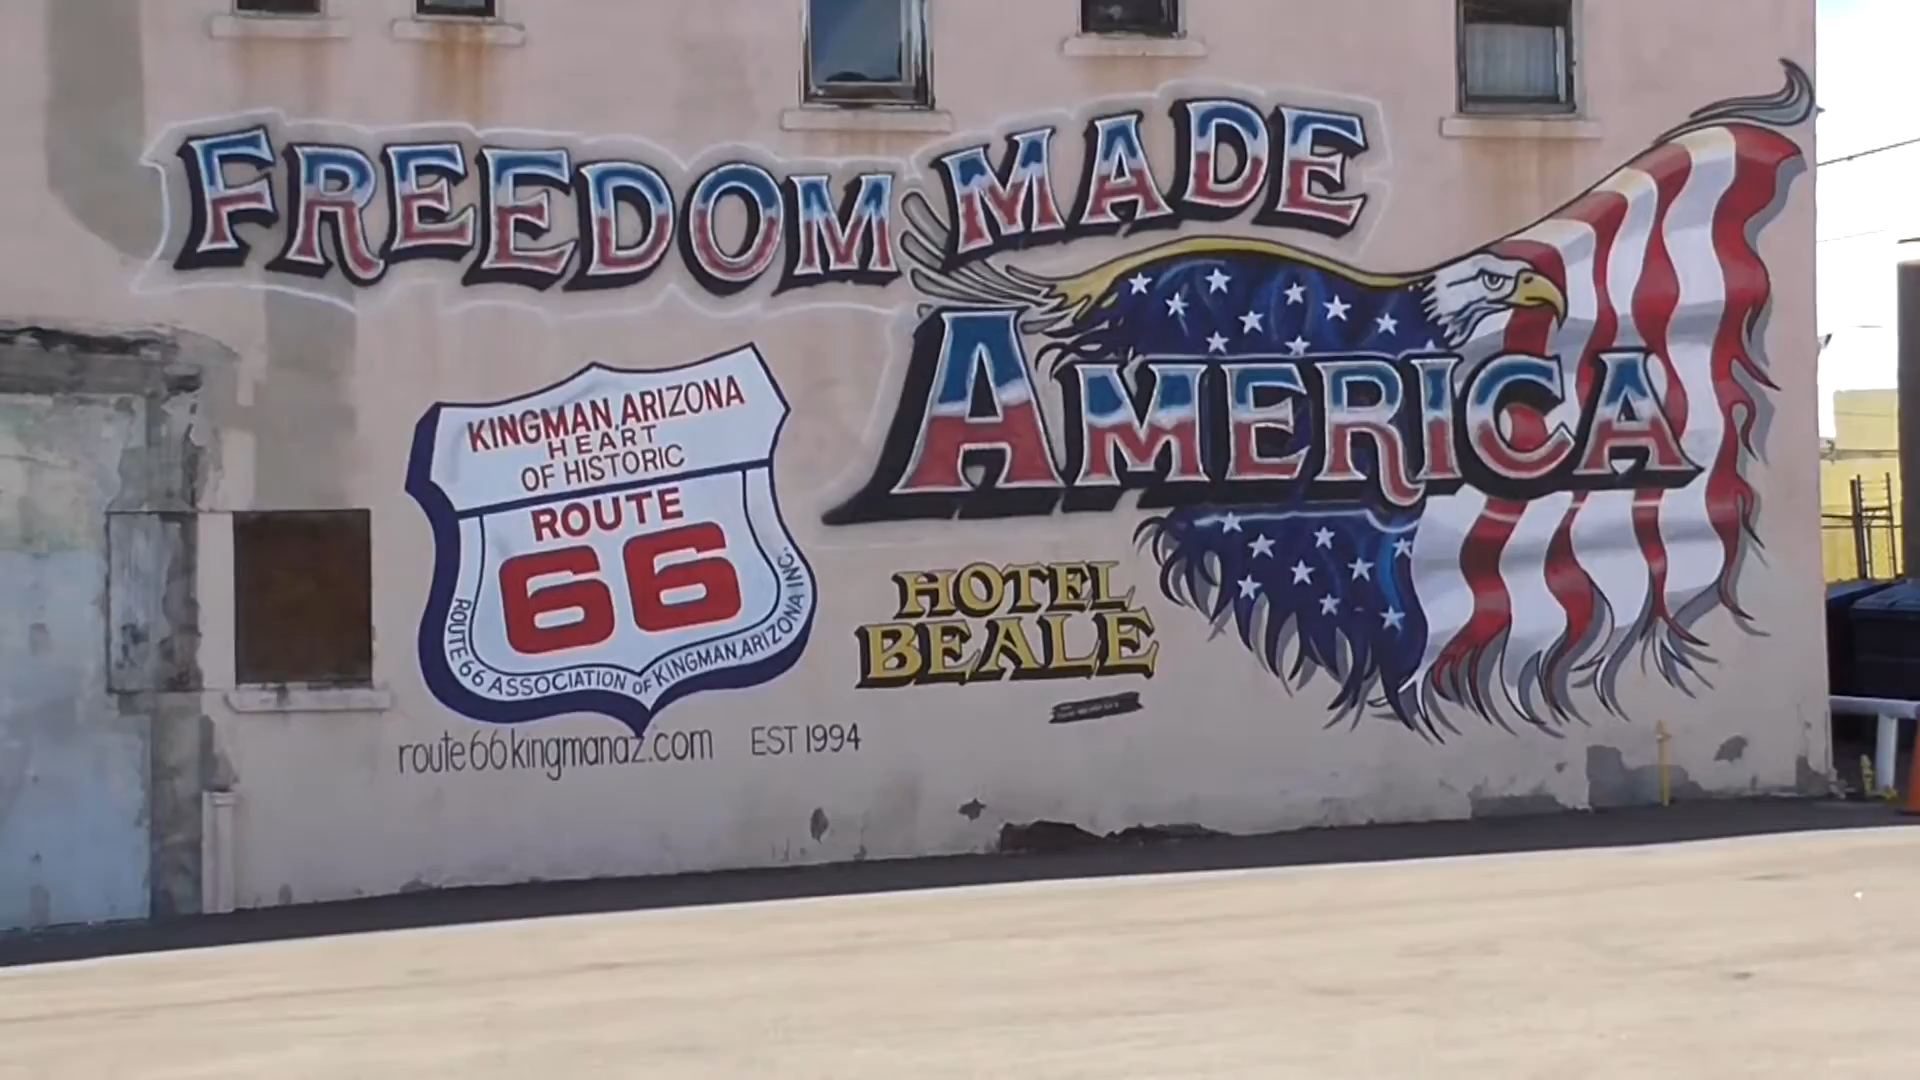 FREEDOM MADE
AMERICA
KINGMAN, ARIZONA
HEART
OF HISTORIC
ROUTE
66
ROUTE 66 ASSOCIATION OF KINGMAN, ARIZONA INC.
HOTEL
BEALE
route66kingmanaz.com EST 1994